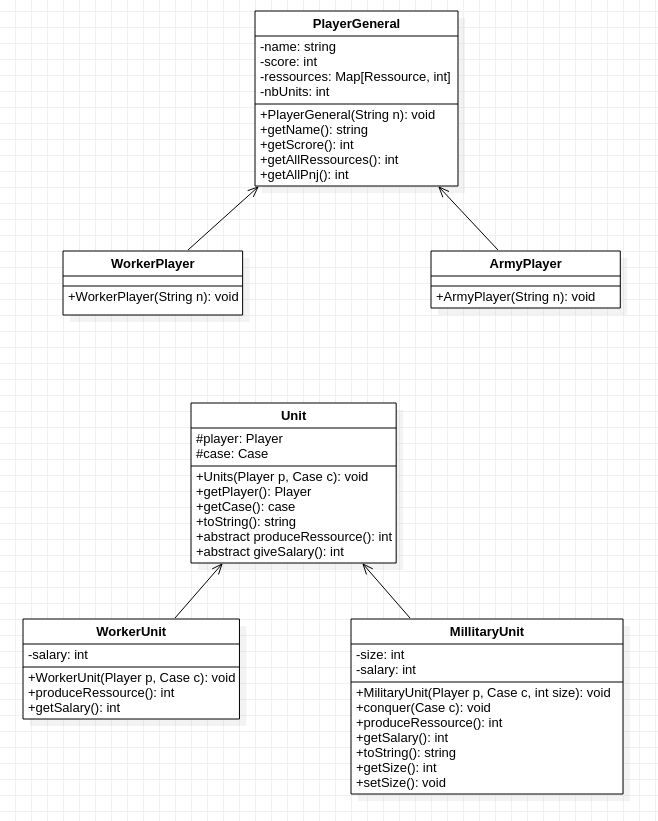 PlayerGeneral
-name: string
-score: int
-ressources: Map[Ressource, int]
-nbUnits: int
+PlayerGeneral(String n): void
+getName(): string
+getScrore(): int
+getAllRessources(): int
+getAllPnj(): int
WorkerPlayer
+WorkerPlayer(String n): void
ArmyPlayer
+ArmyPlayer(String n): void
Unit
#player: Player
#case: Case
+Units(Player p, Case c): void
+getPlayer(): Player
+getCase(): case
+toString(): string
+abstract produceRessource(): int
+abstract giveSalary(): int
WorkerUnit
-salary: int
+WorkerUnit(Player p, Case c): void
+produceRessource(): int
+getSalary(): int
MillitaryUnit
-size: int
-salary: int
+MilitaryUnit(Player p, Case c, int size): void
+conquer(Case c): void
+produceRessource(): int
+getSalary(): int
+toString(): string
+getSize(): int
+setSize(): void